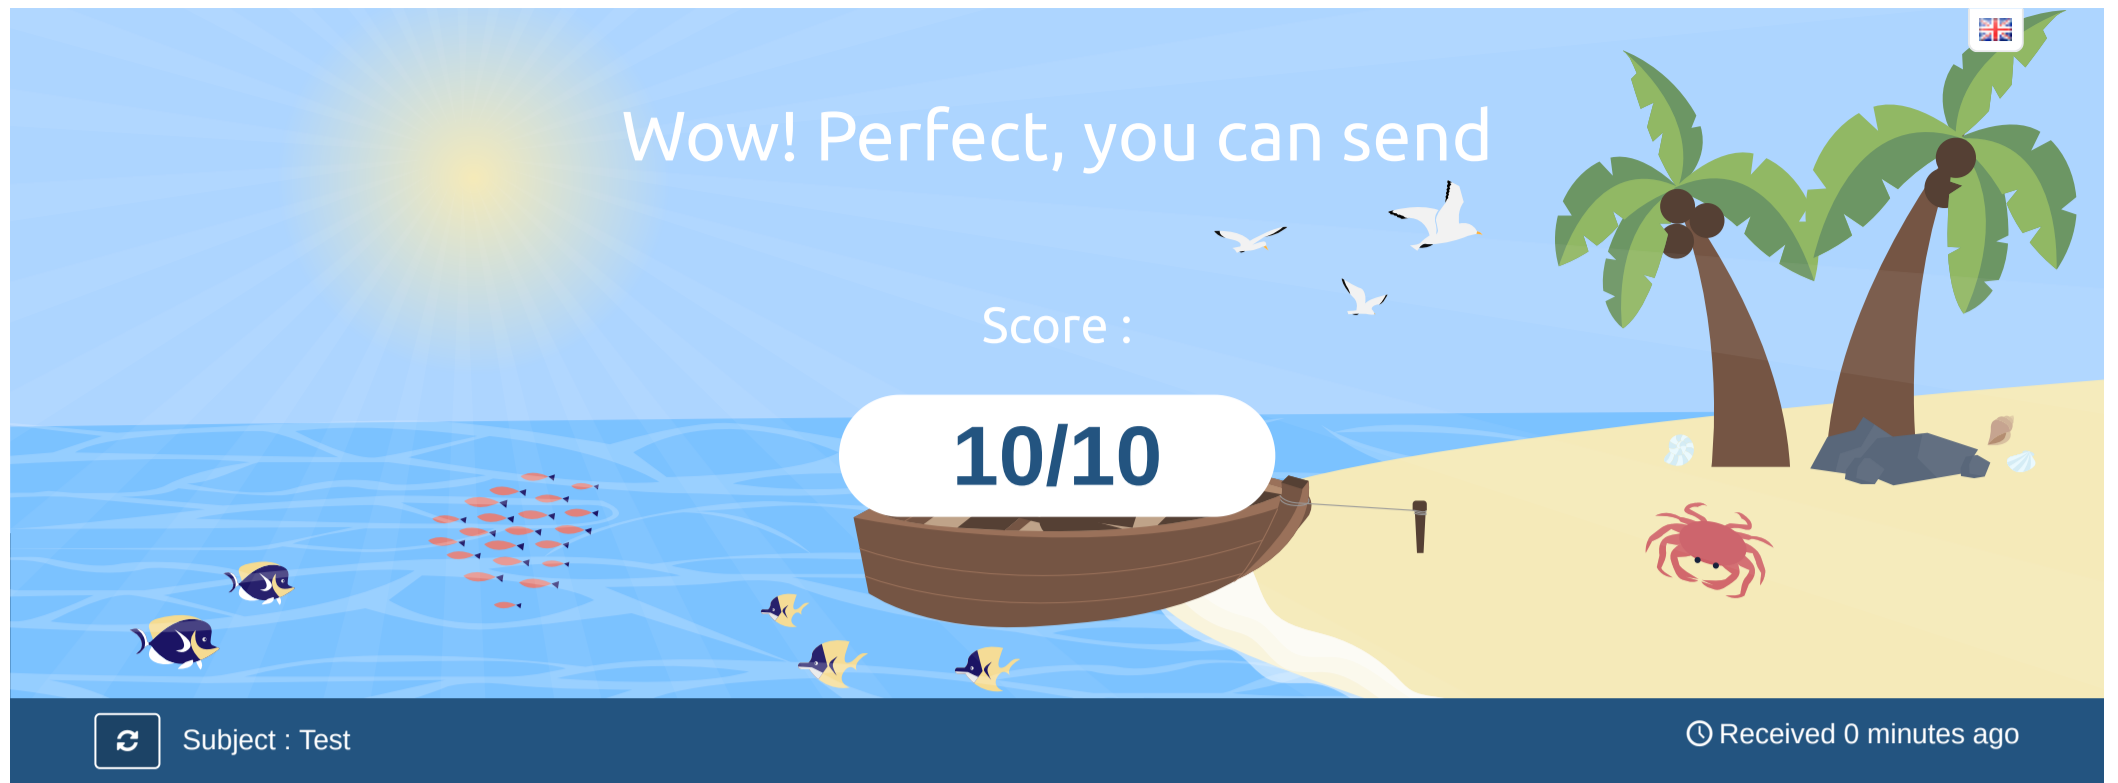 Wow! Perfect, you can send
Score :
10/10
Subject : Test
Received 0 minutes ago